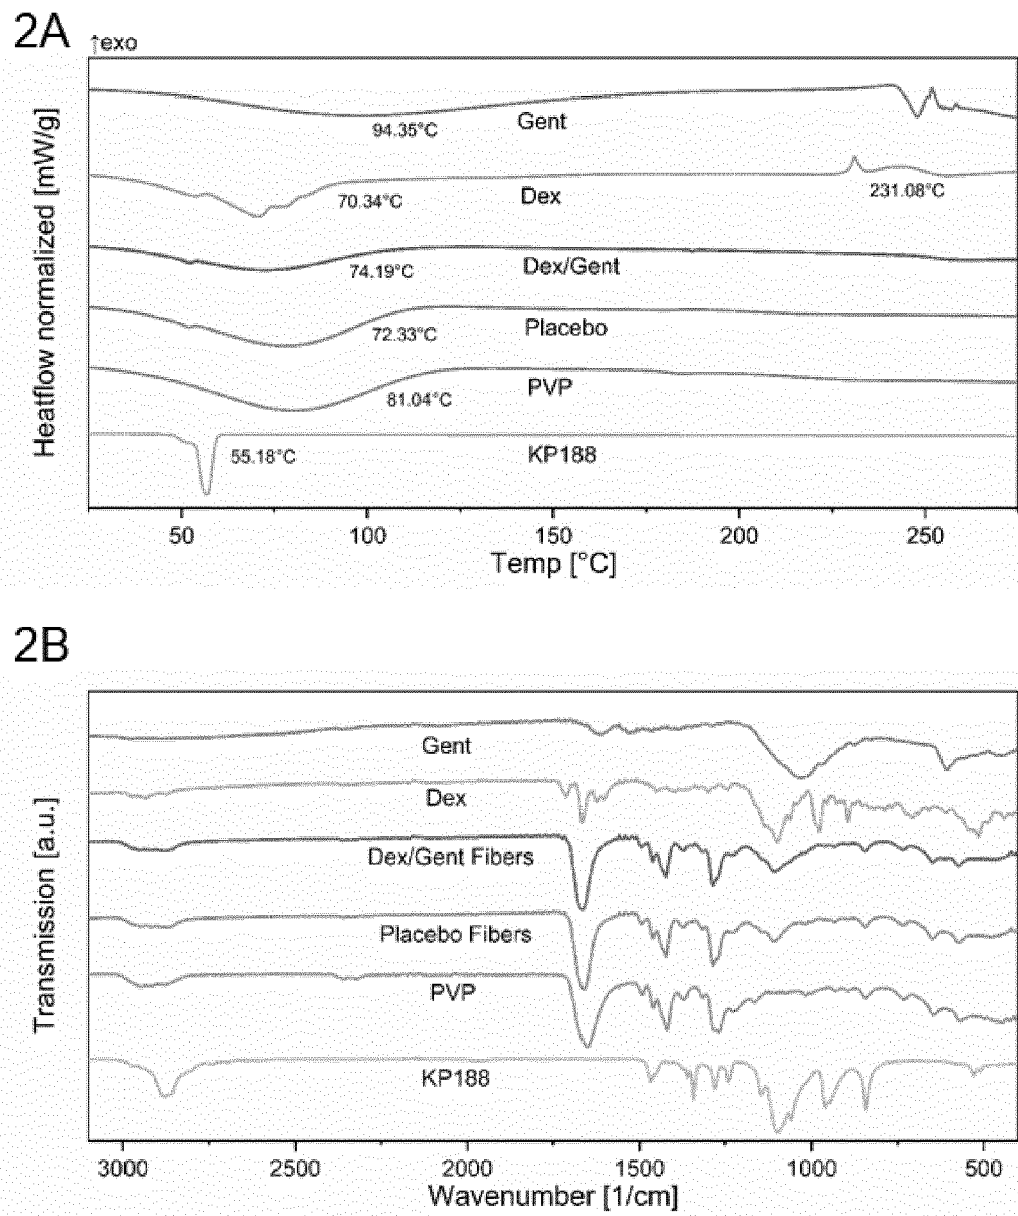 2A
↑exo
Heatflow normalized [mW/g]
94.35°C
Gent
70.34°C
Dex
231.08°C
74.19°C
Dex/Gent
72.33°C
Placebo
81.04°C
PVP
55.18°C
KP188
50
100
150
200
250
Temp [°C]
2B
Transmission [a.u.]
Gent
Dex
Dex/Gent Fibers
Placebo Fibers
PVP
KP188
3000
2500
2000
1500
1000
500
Wavenumber [1/cm]